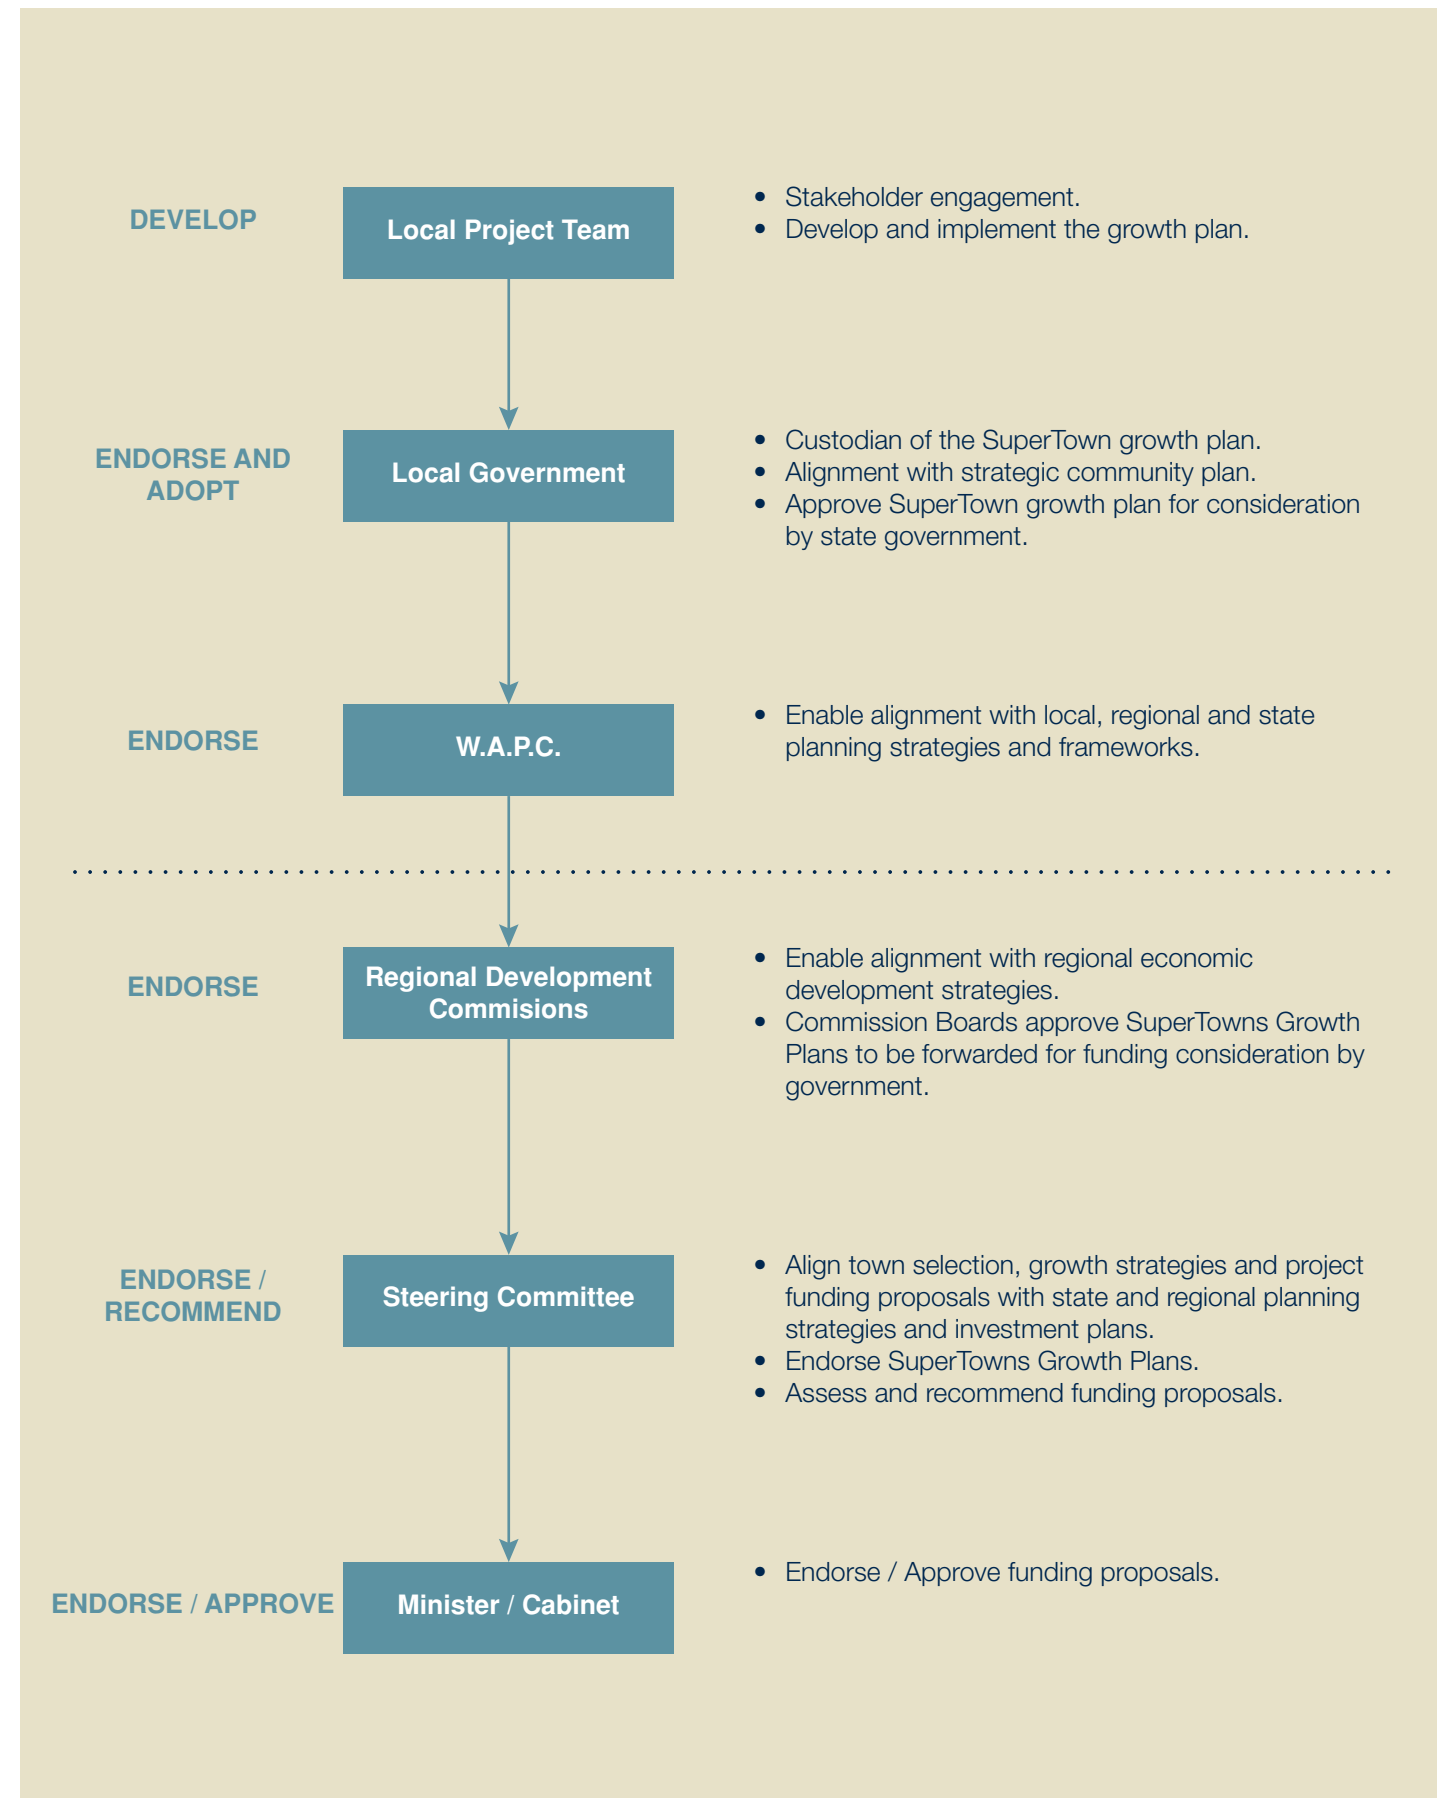 DEVELOP
Local Project Team
• Stakeholder engagement.
• Develop and implement the growth plan.
ENDORSE AND
ADOPT
Local Government
• Custodian of the SuperTown growth plan.
• Alignment with strategic community plan.
• Approve SuperTown growth plan for consideration
by state government.
ENDORSE
W.A.P.C.
• Enable alignment with local, regional and state
planning strategies and frameworks.
ENDORSE
Regional Development
Commisions
• Enable alignment with regional economic
development strategies.
• Commission Boards approve SuperTowns Growth
Plans to be forwarded for funding consideration by
government.
ENDORSE /
RECOMMEND
Steering Committee
• Align town selection, growth strategies and project
funding proposals with state and regional planning
strategies and investment plans.
• Endorse SuperTowns Growth Plans.
• Assess and recommend funding proposals.
ENDORSE / APPROVE
Minister / Cabinet
• Endorse / Approve funding proposals.